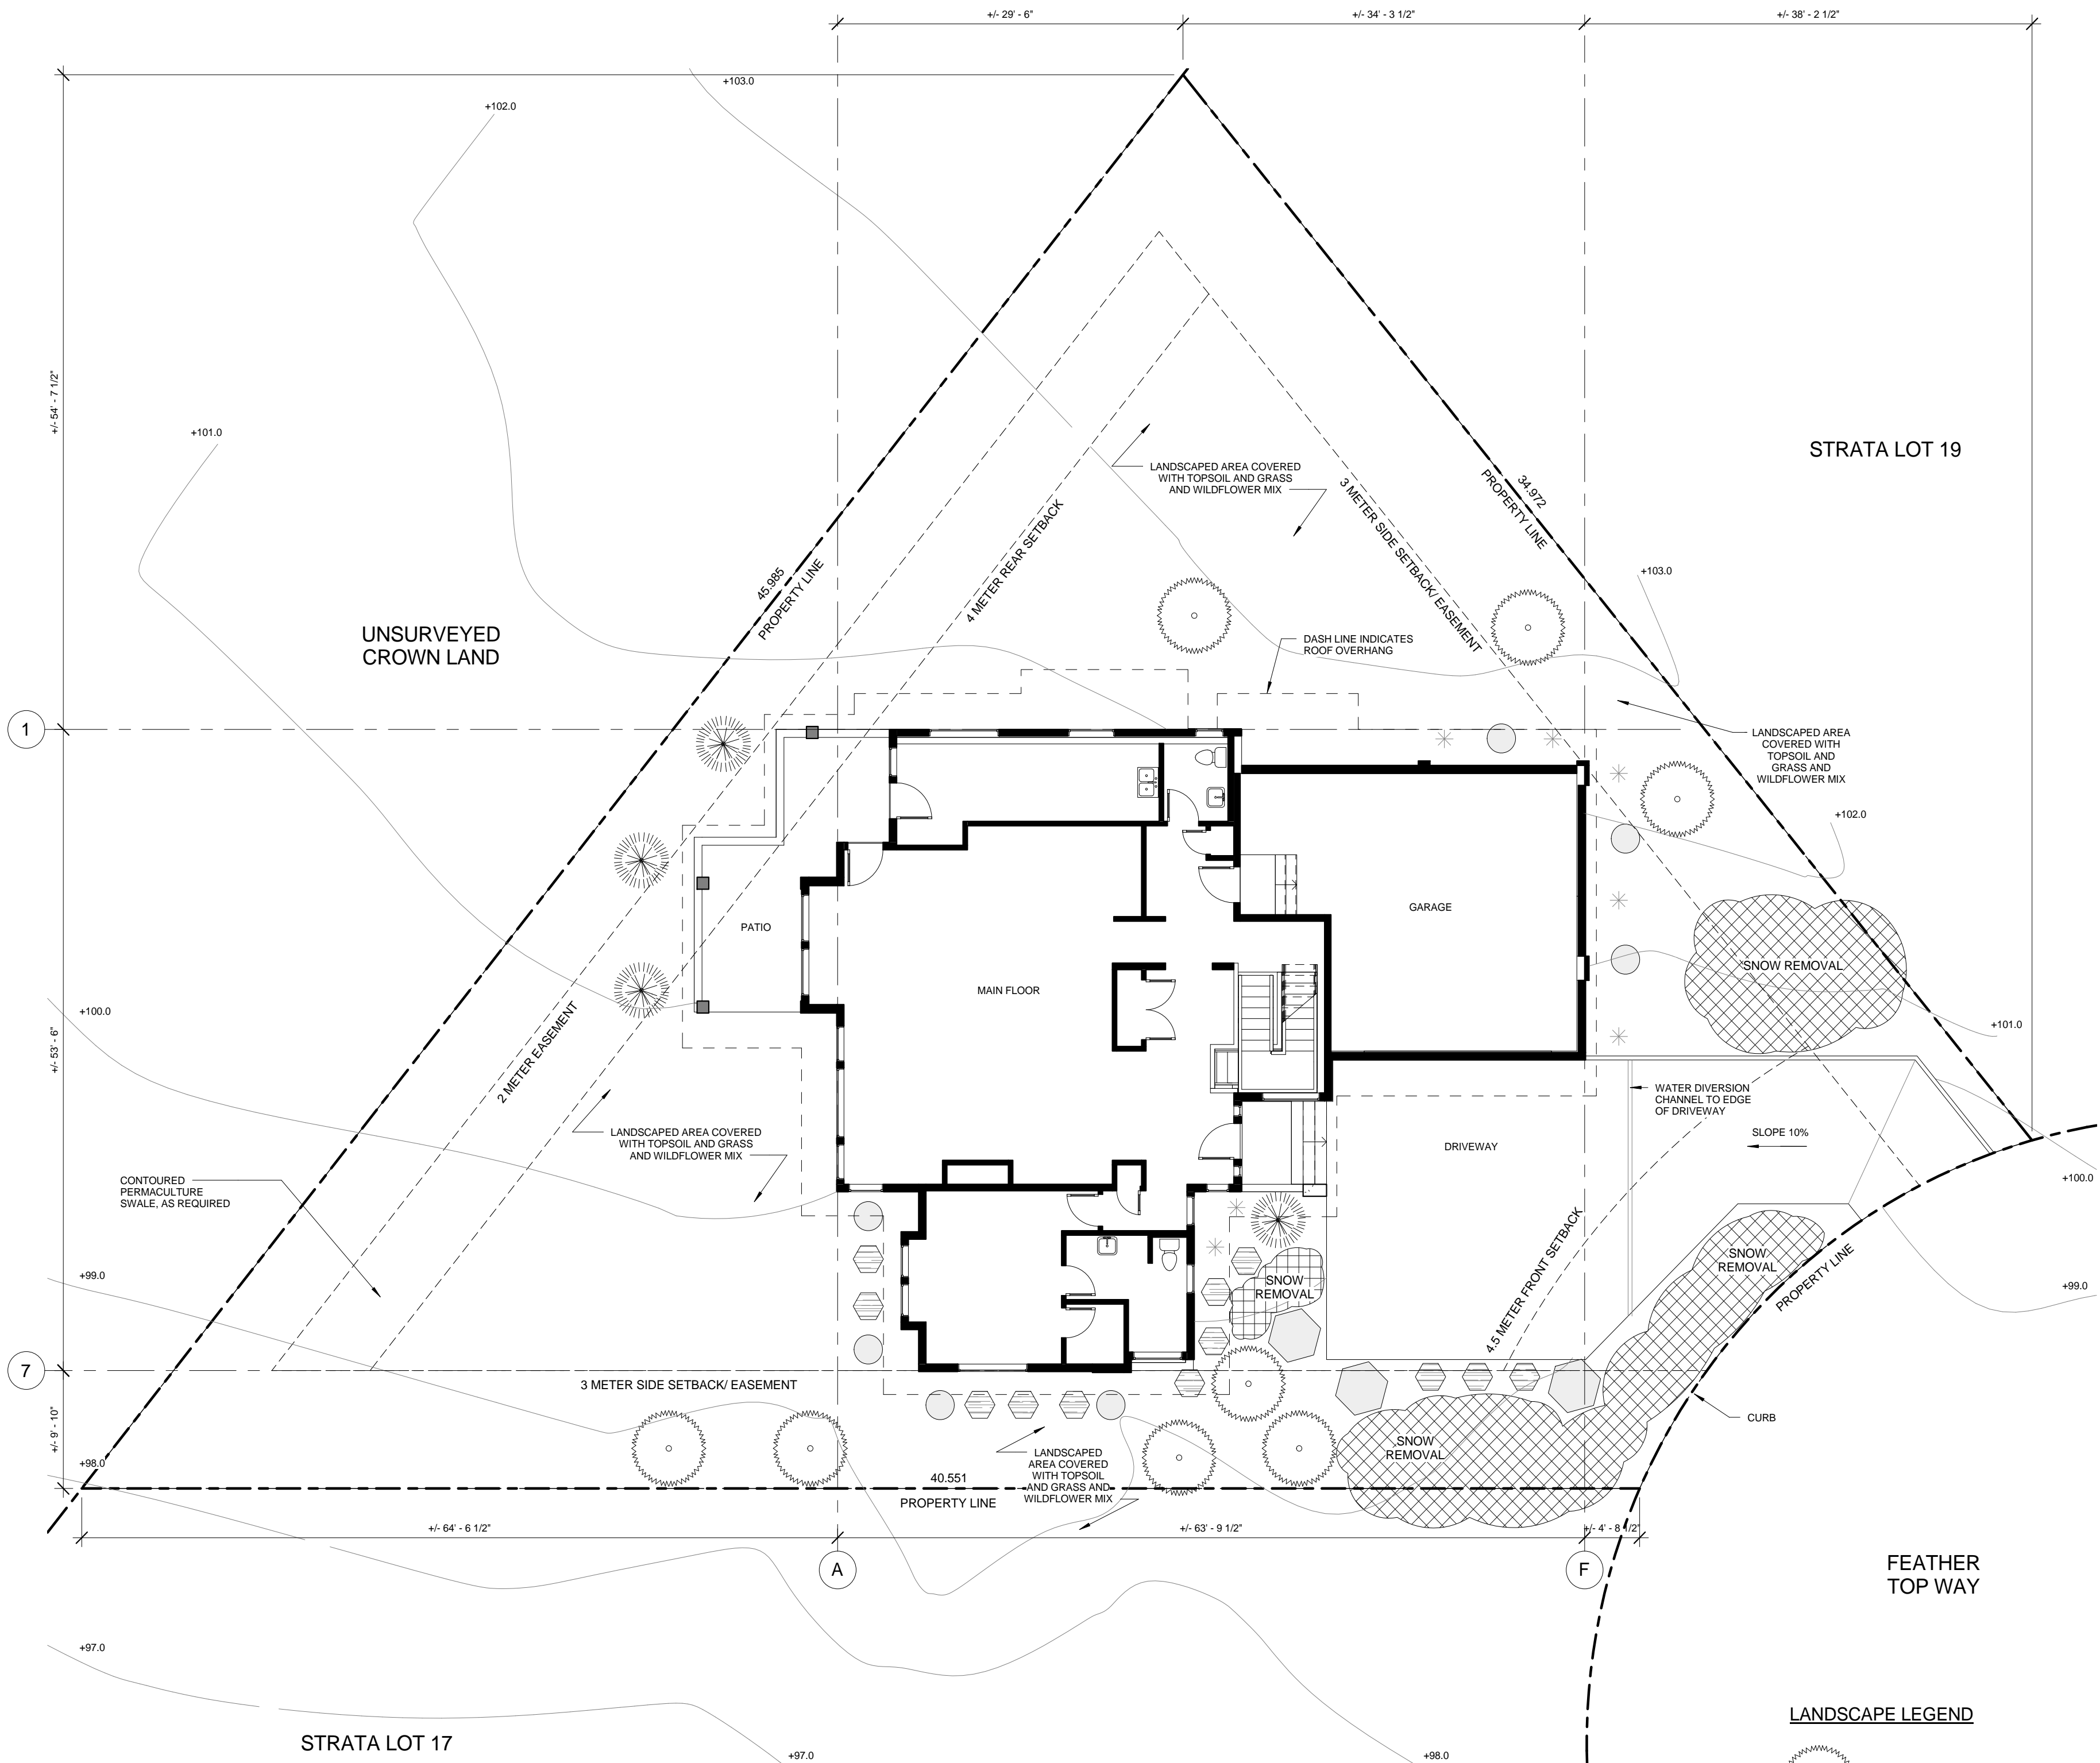 +/- 29' - 6"
+/- 34' - 3 1/2"
+/- 38' - 2 1/2"
+103.0
+102.0
+/- 54' - 7 1/2"
+101.0
STRATA LOT 19
LANDSCAPED AREA COVERED
WITH TOPSOIL AND GRASS
AND WILDFLOWER MIX
34.972
PROPERTY LINE
3 METER SIDE SETBACK/ EASEMENT
4 METER REAR SETBACK
45.985
PROPERTY LINE
+103.0
UNSURVEYED
CROWN LAND
DASH LINE INDICATES
ROOF OVERHANG
1
LANDSCAPED AREA
COVERED WITH
TOPSOIL AND
GRASS AND
WILDFLOWER MIX
+102.0
GARAGE
PATIO
SNOW REMOVAL
MAIN FLOOR
+100.0
+101.0
+/- 53' - 6"
2 METER EASEMENT
WATER DIVERSION
CHANNEL TO EDGE
OF DRIVEWAY
LANDSCAPED AREA COVERED
WITH TOPSOIL AND GRASS
AND WILDFLOWER MIX
SLOPE 10%
DRIVEWAY
CONTOURED
PERMACULTURE
SWALE, AS REQUIRED
+100.0
4.5 METER FRONT SETBACK
SNOW
REMOVAL
PROPERTY LINE
+99.0
SNOW
REMOVAL
+99.0
7
3 METER SIDE SETBACK/ EASEMENT
CURB
+/- 9' - 10"
SNOW
REMOVAL
LANDSCAPED
AREA COVERED
WITH TOPSOIL
AND GRASS AND
WILDFLOWER MIX
+98.0
40.551
PROPERTY LINE
+/- 64' - 6 1/2"
+/- 63' - 9 1/2"
+/- 4' - 8 1/2"
A
F
FEATHER
TOP WAY
+97.0
LANDSCAPE LEGEND
STRATA LOT 17
+97.0
+98.0